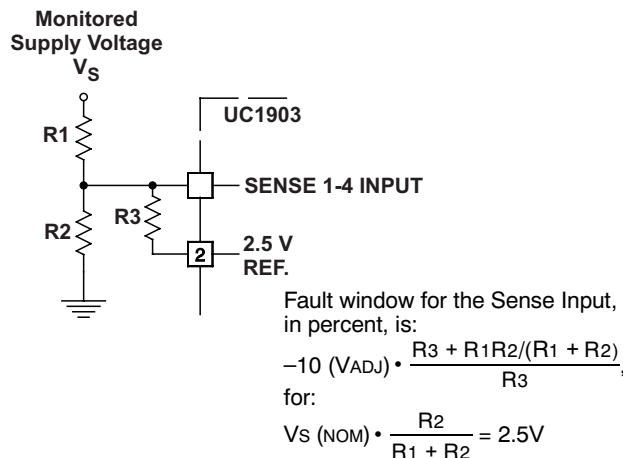 Monitored
Supply Voltage
VS
UC1903
R1
SENSE 1-4 INPUT
R2
R3
2
2.5 V
REF.
Fault window for the Sense Input,
in percent, is:
–10 (VADJ) • R3 + R1R2/(R1 + R2)
R3
,
for:
VS (NOM) • R2
R1 + R2
= 2.5V